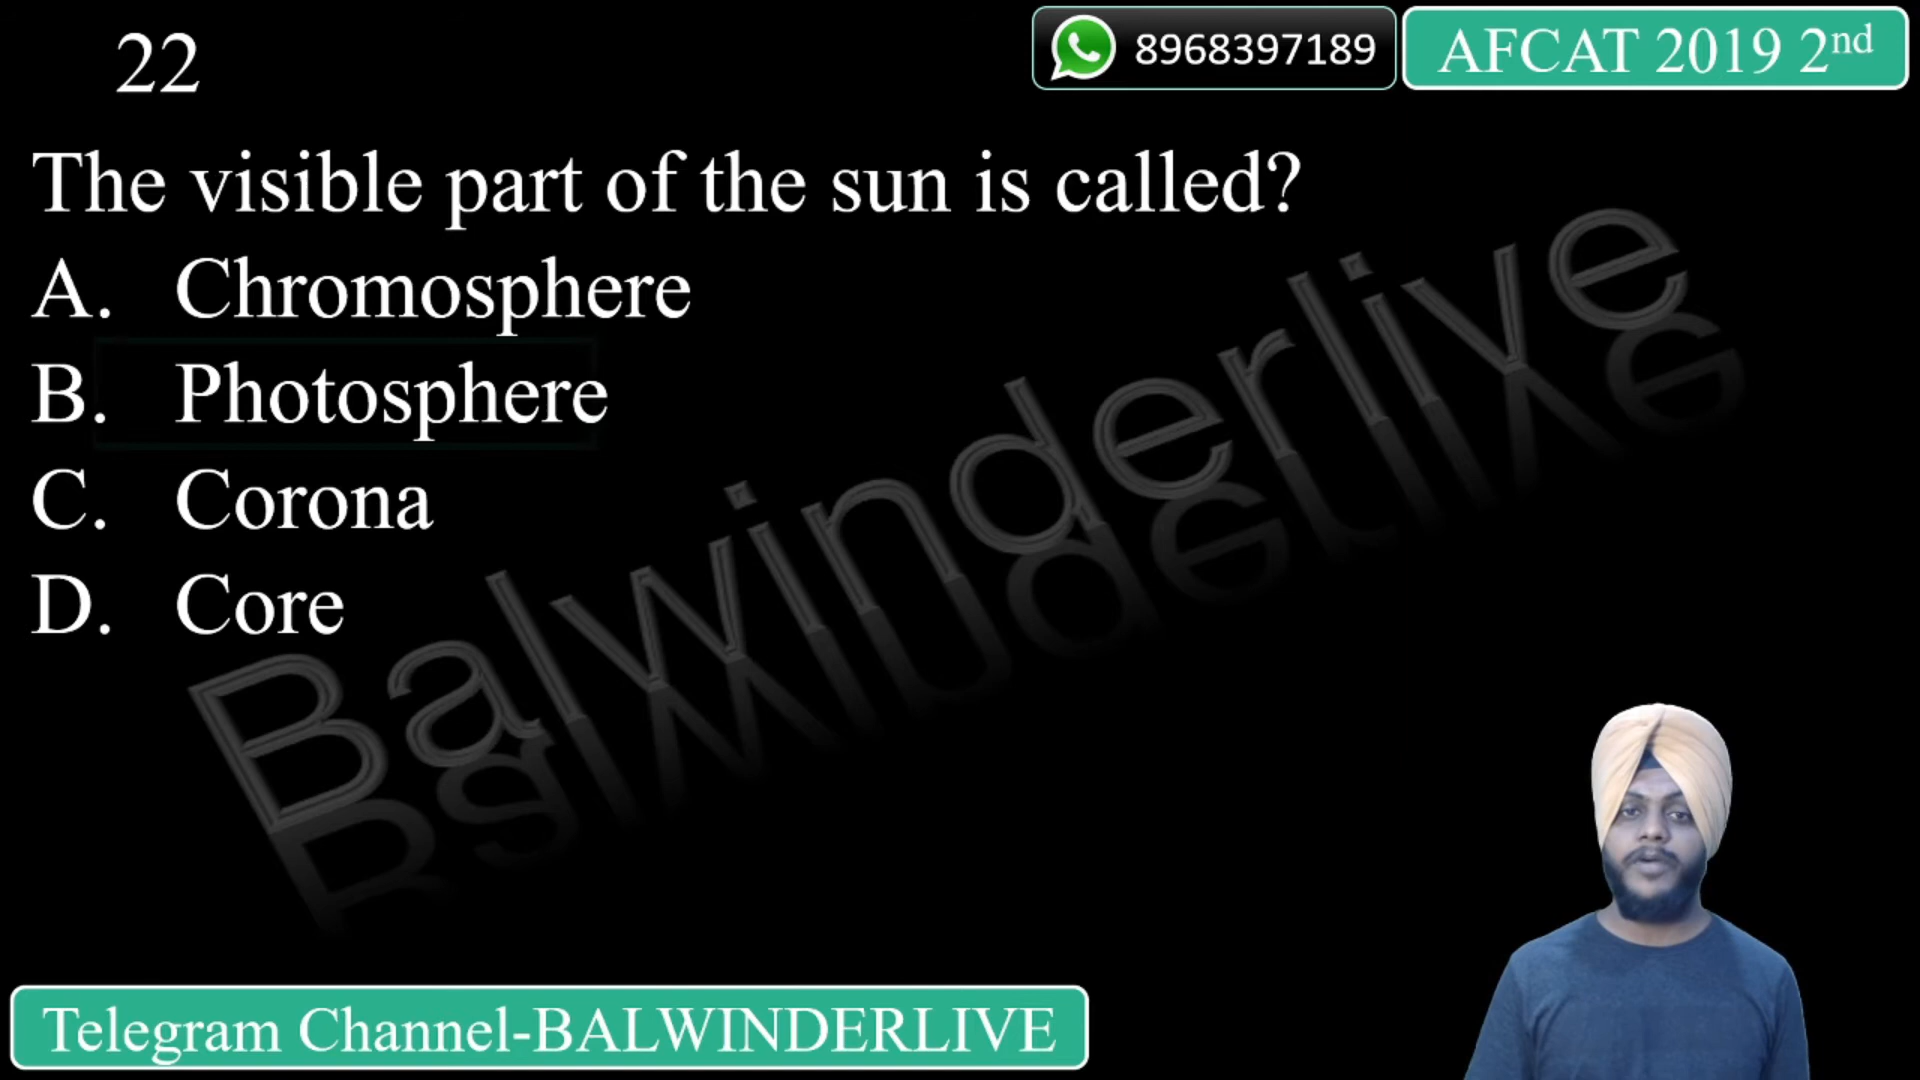 22
8968397189
AFCAT 2019 2nd
The visible part of the sun is called?
A. Chromosphere
B. Photosphere
C. Corona
D. Core
Balwinderlive
Telegram Channel-BALWINDERLIVE